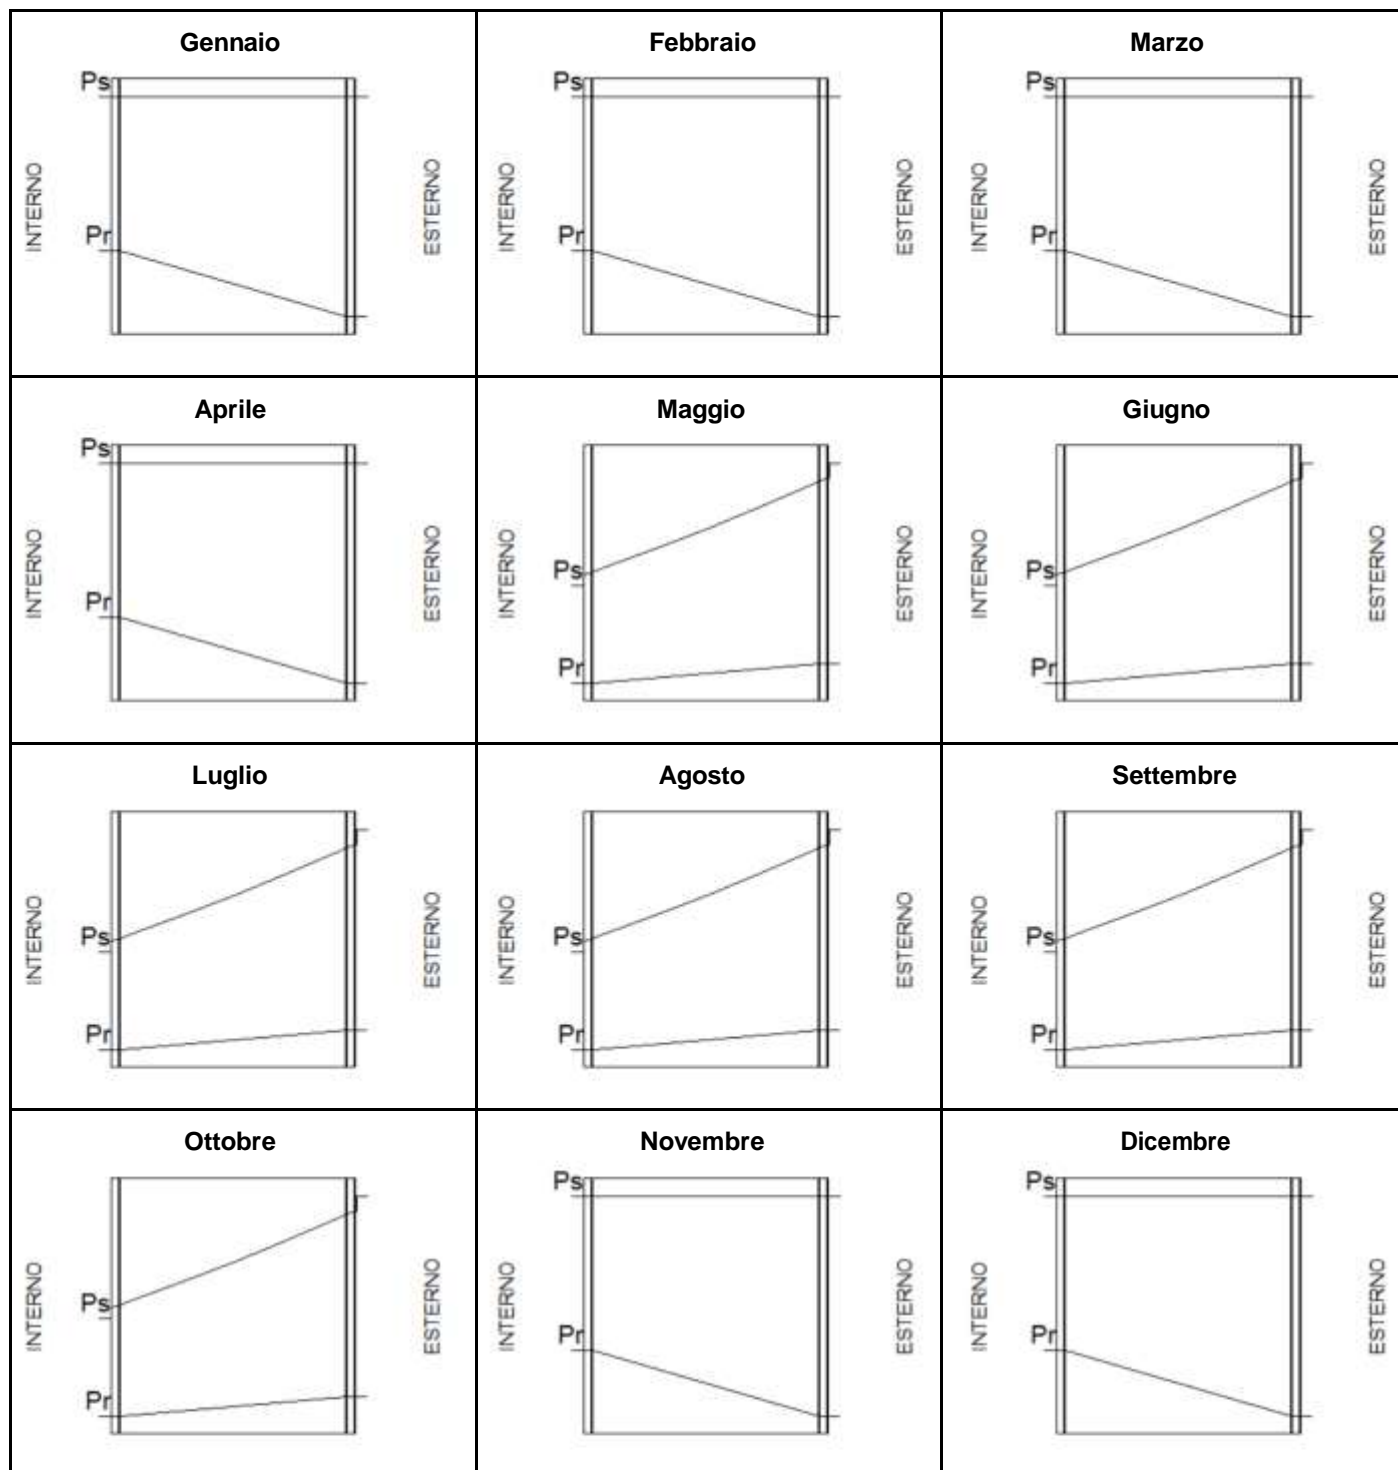 Gennaio
Ps
Pr
INTERNO
ESTERNO
Febbraio
Ps
Pr
INTERNO
ESTERNO
Marzo
Ps
Pr
INTERNO
ESTERNO
Aprile
Ps
Pr
INTERNO
ESTERNO
Maggio
Ps
Pr
INTERNO
ESTERNO
Giugno
Ps
Pr
INTERNO
ESTERNO
Luglio
Ps
Pr
INTERNO
ESTERNO
Agosto
Ps
Pr
INTERNO
ESTERNO
Settembre
Ps
Pr
INTERNO
ESTERNO
Ottobre
Ps
Pr
INTERNO
ESTERNO
Novembre
Ps
Pr
INTERNO
ESTERNO
Dicembre
Ps
Pr
INTERNO
ESTERNO